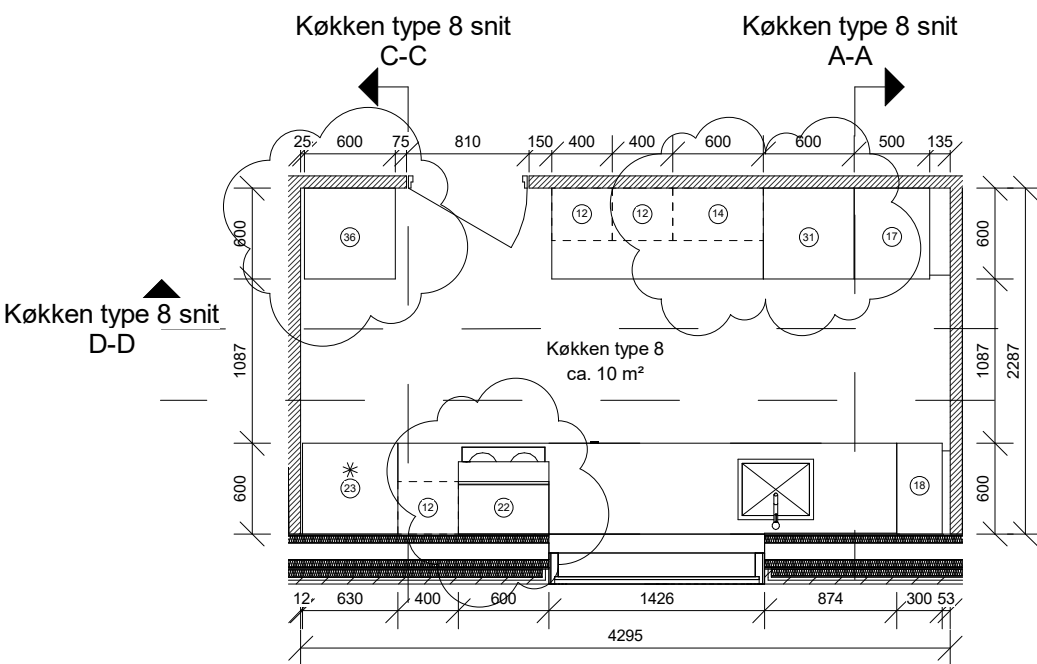 Køkken type 8 snit
C-C
Køkken type 8 snit
A-A
25 600 75 810 150 400 400 600 600 500 135
36 12 12 14 31 17
600 600
Køkken type 8 snit
D-D
Køkken type 8
ca. 10 m²
1087 1087 2287
23 12 22 18
600 600
12 630 400 600 1426 874 300 53
4295